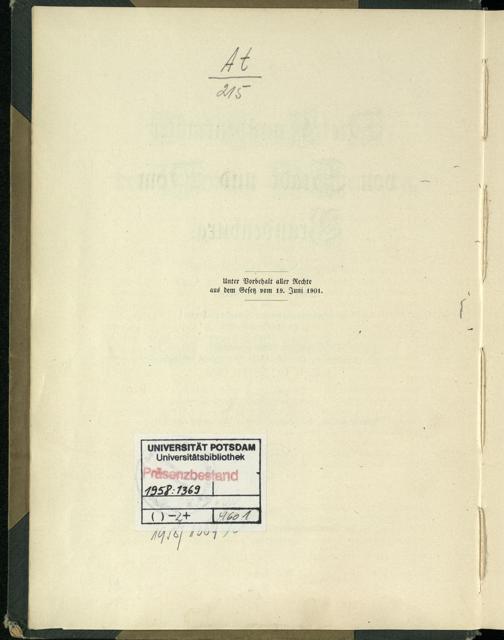 At
215
Unter Vorbehalt aller Rechte
aus dem Gesetz vom 19. Juni 1901.
UNIVERSITÄT POTSDAM
Universitätsbibliothek
Präsenzbestand
1958:1369
( ) -2+ 4601